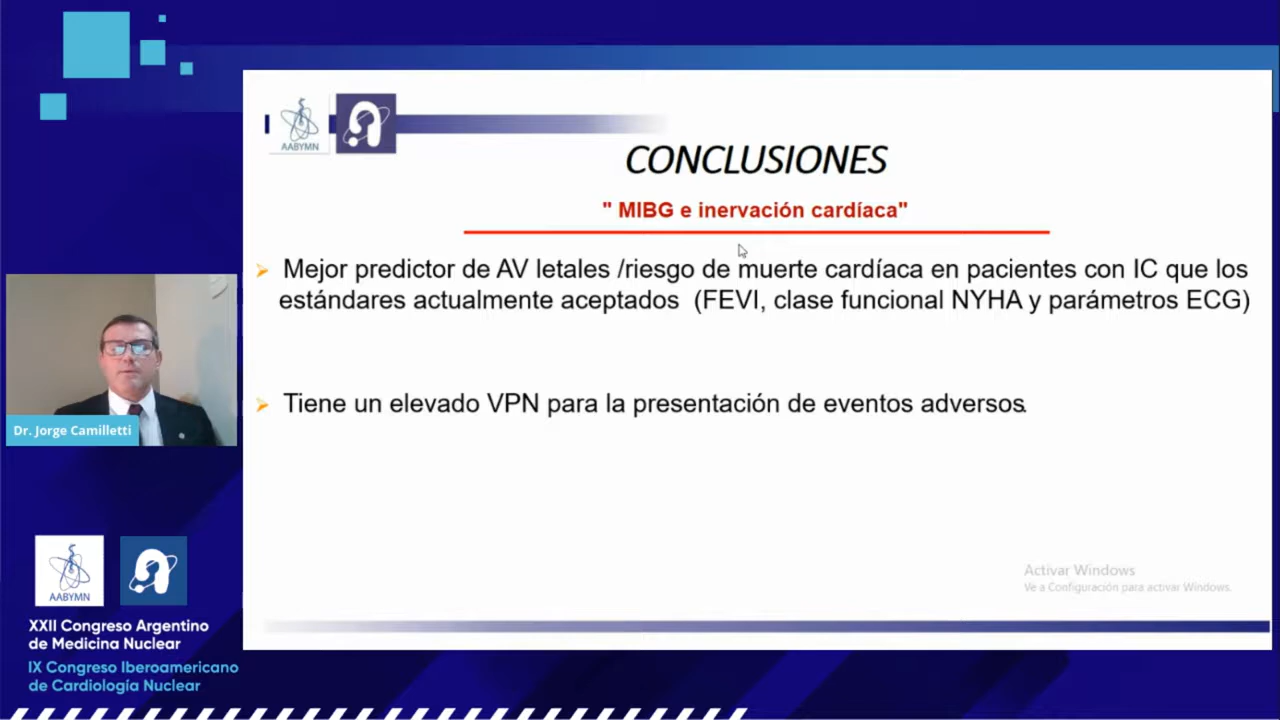 AABYMN
CONCLUSIONES
" MIBG e inervación cardíaca"
➢ Mejor predictor de AV letales /riesgo de muerte cardíaca en pacientes con IC que los
estándares actualmente aceptados (FEVI, clase funcional NYHA y parámetros ECG)
➢ Tiene un elevado VPN para la presentación de eventos adversos.
Dr. Jorge Camilletti
Activar Windows
Ve a Configuración para activar Windows.
AABYMN
XXII Congreso Argentino
de Medicina Nuclear
IX Congreso Iberoamericano
de Cardiología Nuclear